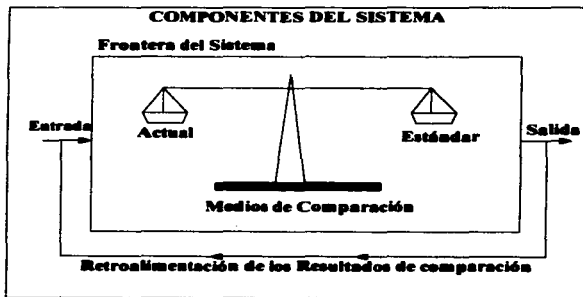 COMPONENTES DEL SISTEMA
Frontera del Sistema
Entrada
Actual
Estándar
Salida
Medios de Comparación
Retroalimentación de los Resultados de comparación